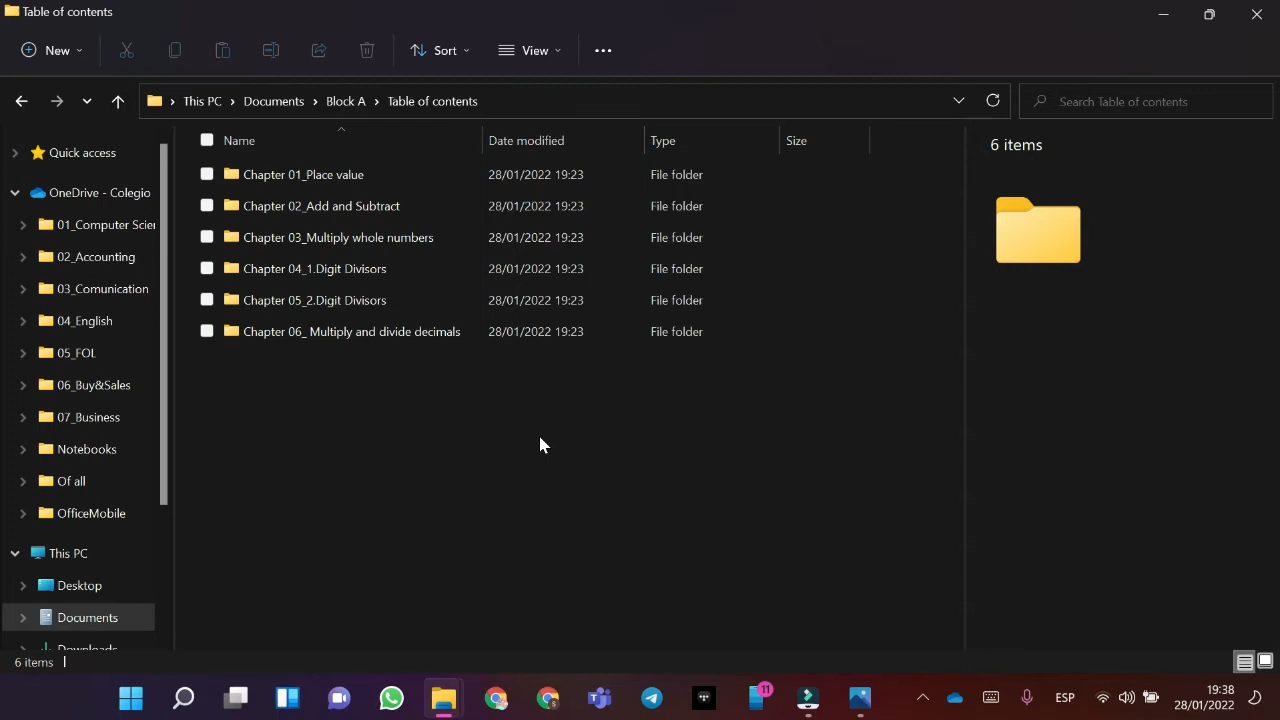 Table of contents
New
Sort
View
This PC
Documents
Block A
Table of contents
Search Table of contents
Quick access
OneDrive - Colegio
01_Computer Scier
02_Accounting
03_Comunication
04_English
05_FOL
06_Buy&Sales
07_Business
Notebooks
Of all
OfficeMobile
This PC
Desktop
Documents
Downloads
Name Date modified Type Size
Chapter 01_Place value 28/01/2022 19:23 File folder
Chapter 02_Add and Subtract 28/01/2022 19:23 File folder
Chapter 03_Multiply whole numbers 28/01/2022 19:23 File folder
Chapter 04_1.Digit Divisors 28/01/2022 19:23 File folder
Chapter 05_2.Digit Divisors 28/01/2022 19:23 File folder
Chapter 06_ Multiply and divide decimals 28/01/2022 19:23 File folder
6 items
6 items
11
ESP
19:38
28/01/2022